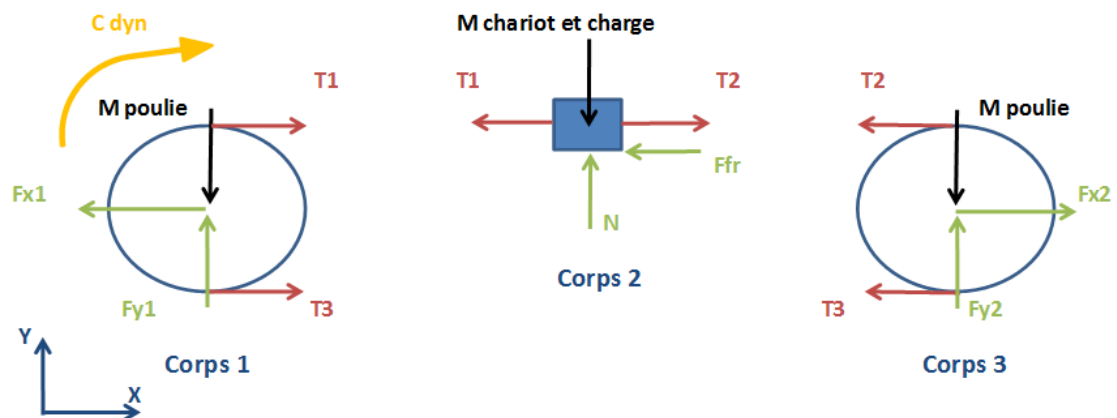 C dyn
M poulie
T1
Fx1
Fy1
T3
Corps 1
Y
X
M chariot et charge
T1
T2
Ffr
N
Corps 2
T2
M poulie
Fx2
T3
Fy2
Corps 3